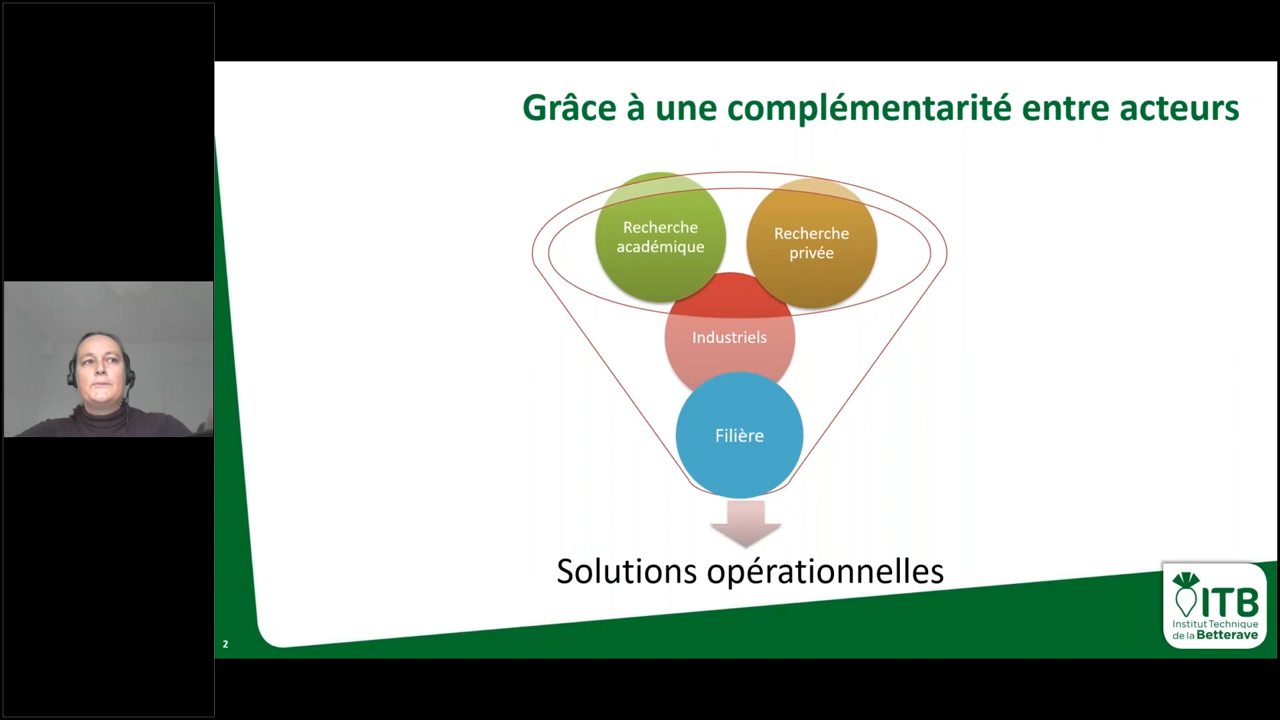 Grâce à une complémentarité entre acteurs
Recherche
académique
Recherche
privée
Industriels
Filière
Solutions opérationnelles
2
ITB
Institut Technique
de la Betterave